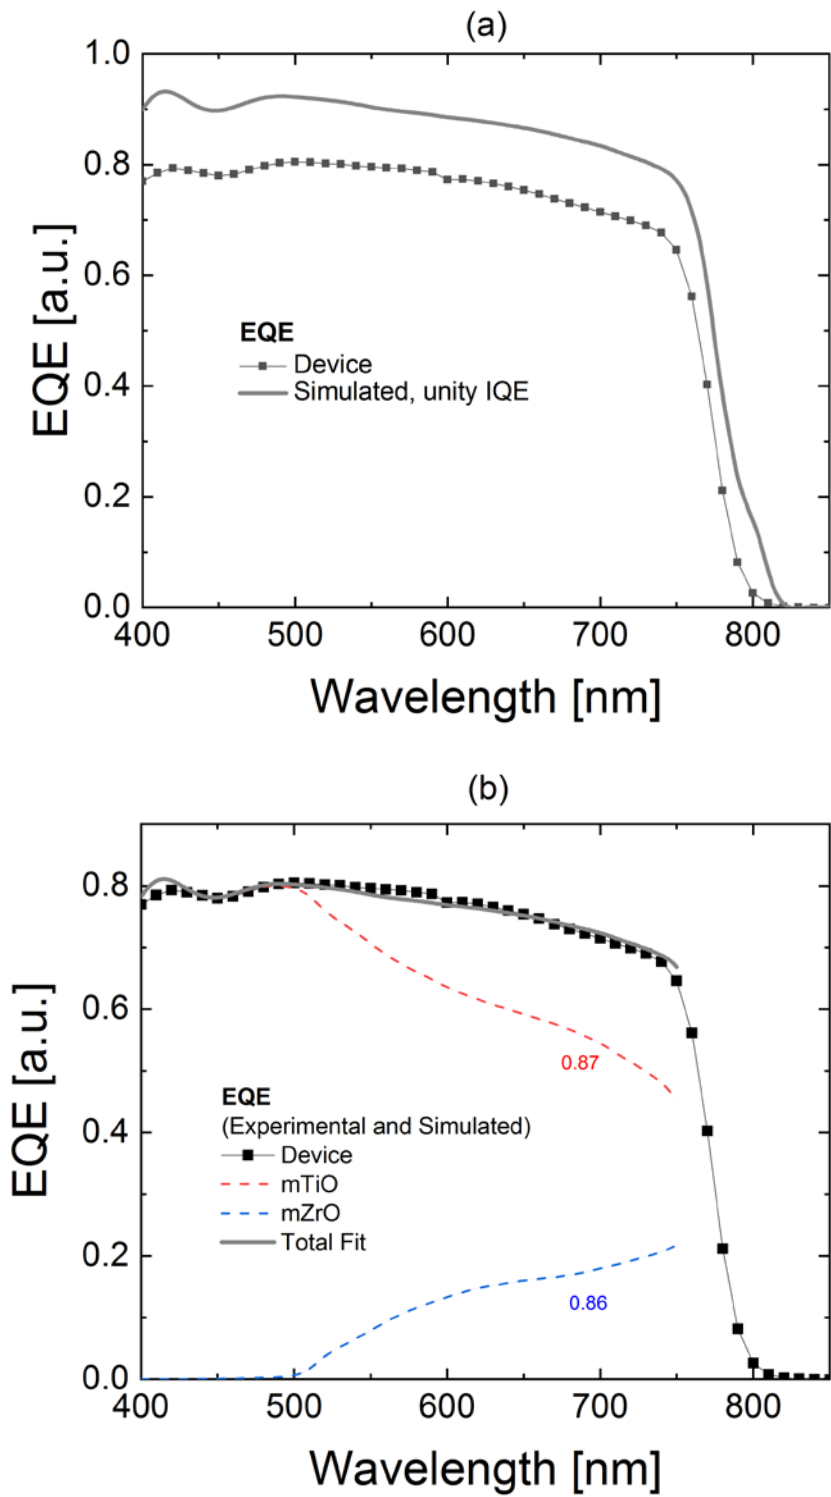 (a)
1.0
0.8
0.6
0.4
0.2
0.0
EQE [a.u.]
EQE
Device
Simulated, unity IQE
400 500 600 700 800
Wavelength [nm]
(b)
0.8
0.6
0.4
0.2
0.0
EQE [a.u.]
0.87
EQE
(Experimental and Simulated)
Device
mTiO
mZrO
Total Fit
0.86
400 500 600 700 800
Wavelength [nm]